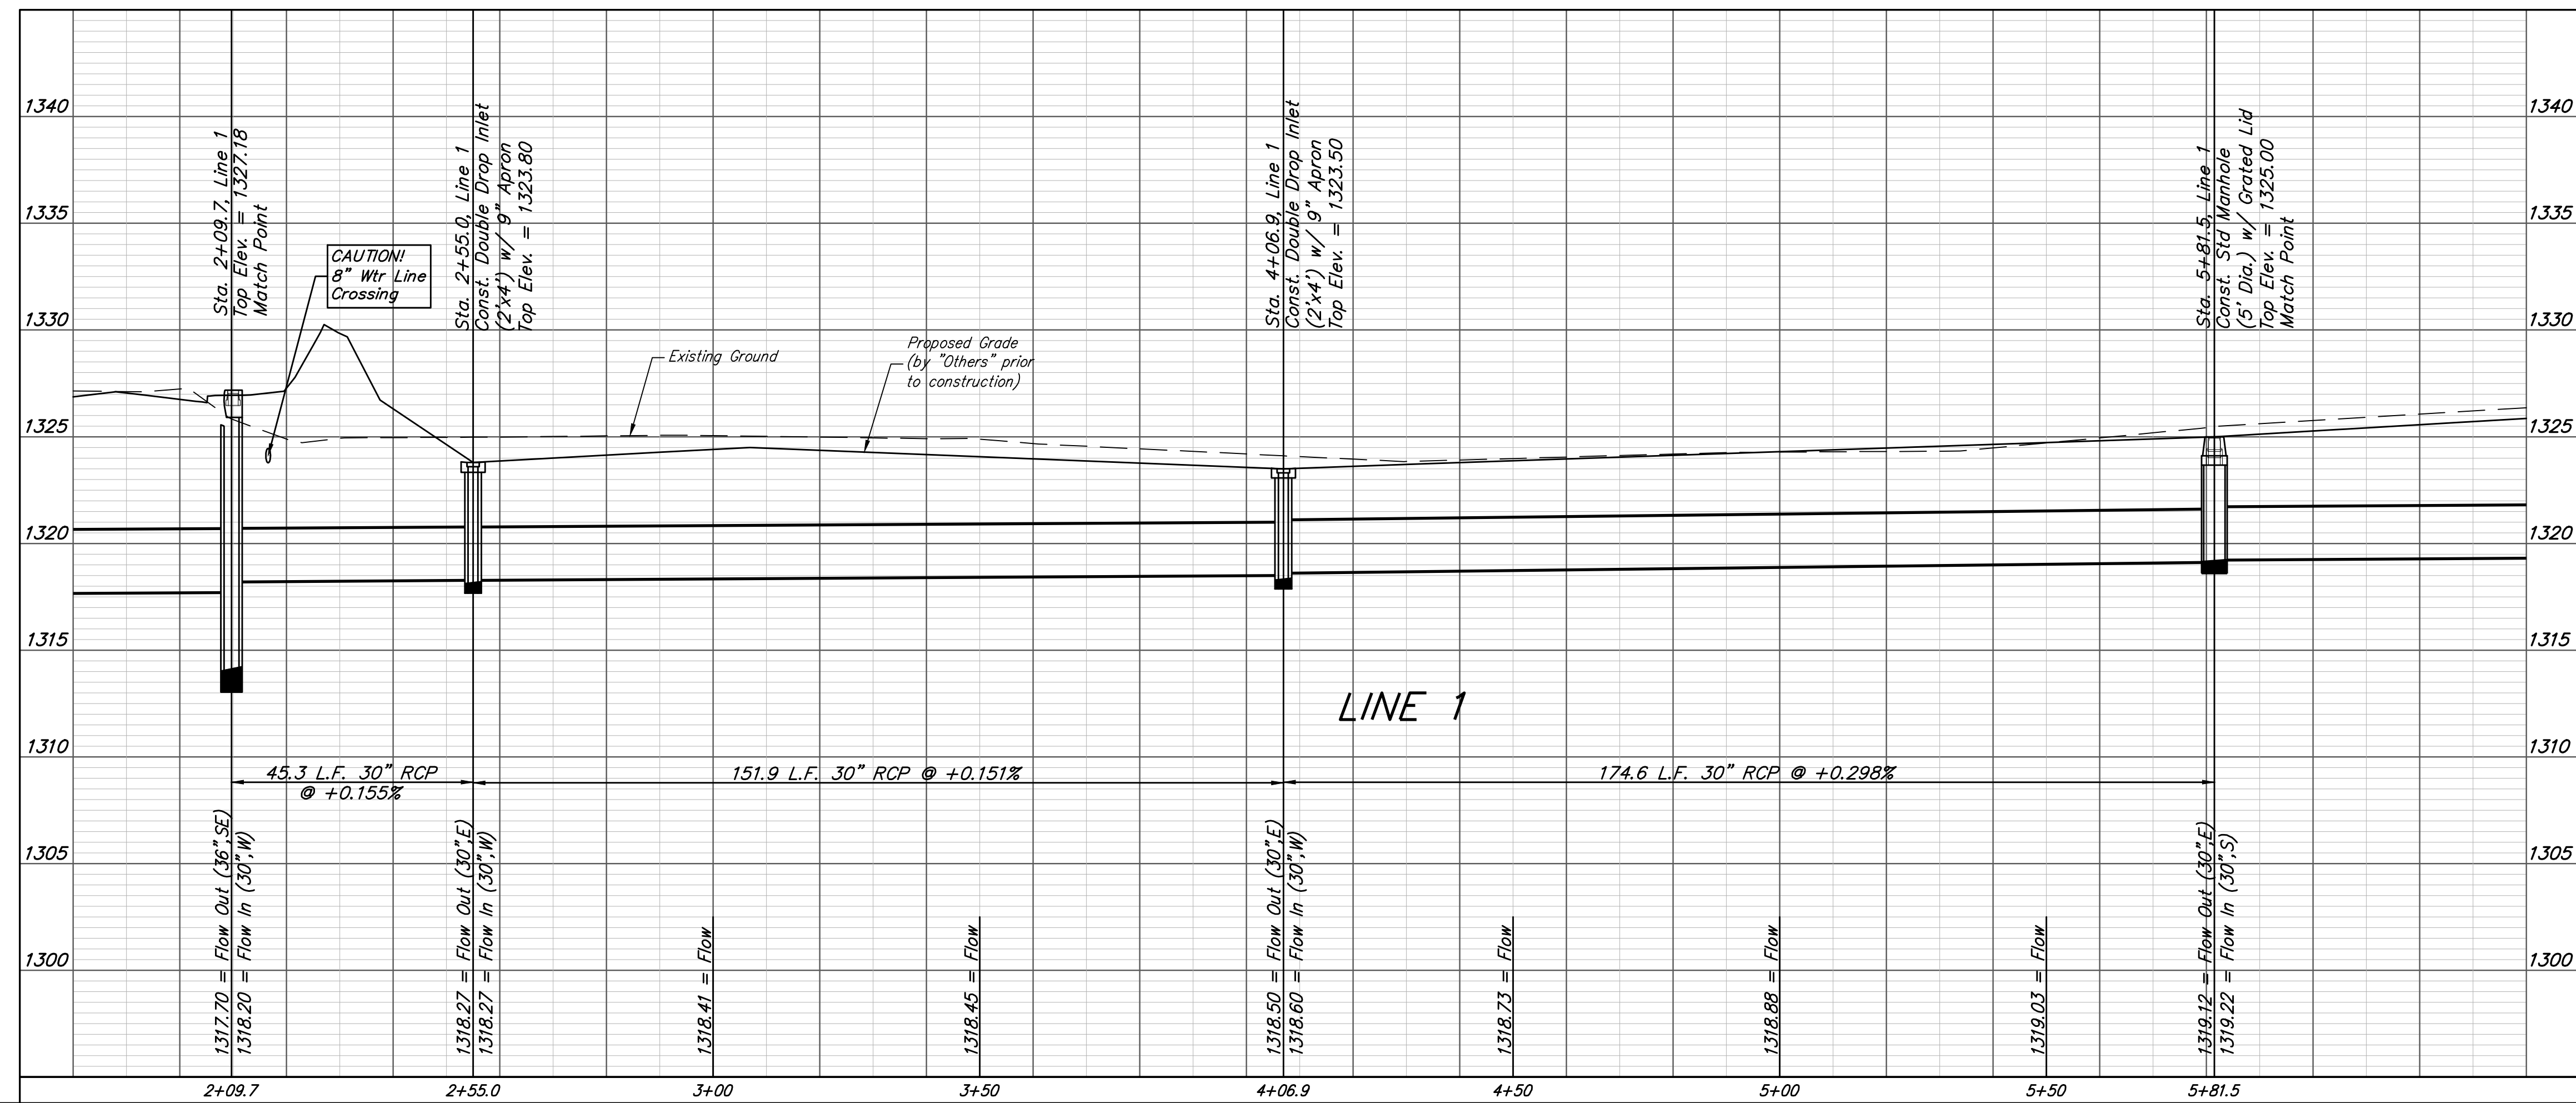 1340
1335
1330
1325
1320
1315
1310
1305
1300
Sta. 2+09.7, Line 1
Top Elev. = 1327.18
Match Point
CAUTION!
8" Wtr Line
Crossing
Sta. 2+55.0, Line 1
Const. Double Drop Inlet
(2'x4') w/ 9" Apron
Top Elev. = 1323.80
Existing Ground
Proposed Grade
(by "Others" prior
to construction)
Sta. 4+06.9, Line 1
Const. Double Drop Inlet
(2'x4') w/ 9" Apron
Top Elev. = 1323.50
Sta. 5+81.5, Line 1
Const. Std Manhole
(5' Dia.) w/ Grated Lid
Top Elev. = 1325.00
Match Point
1340
1335
1330
1325
1320
1315
1310
1305
1300
LINE 1
45.3 L.F. 30" RCP
@ +0.155%
151.9 L.F. 30" RCP @ +0.151%
174.6 L.F. 30" RCP @ +0.298%
1317.70 = Flow Out (36",SE)
1318.20 = Flow In (30",W)
1318.27 = Flow Out (30",E)
1318.27 = Flow In (30",W)
1318.41 = Flow
1318.45 = Flow
1318.50 = Flow Out (30",E)
1318.60 = Flow In (30",W)
1318.73 = Flow
1318.88 = Flow
1319.03 = Flow
1319.12 = Flow Out (30",E)
1319.22 = Flow In (30",S)
2+09.7
2+55.0
3+00
3+50
4+06.9
4+50
5+00
5+50
5+81.5